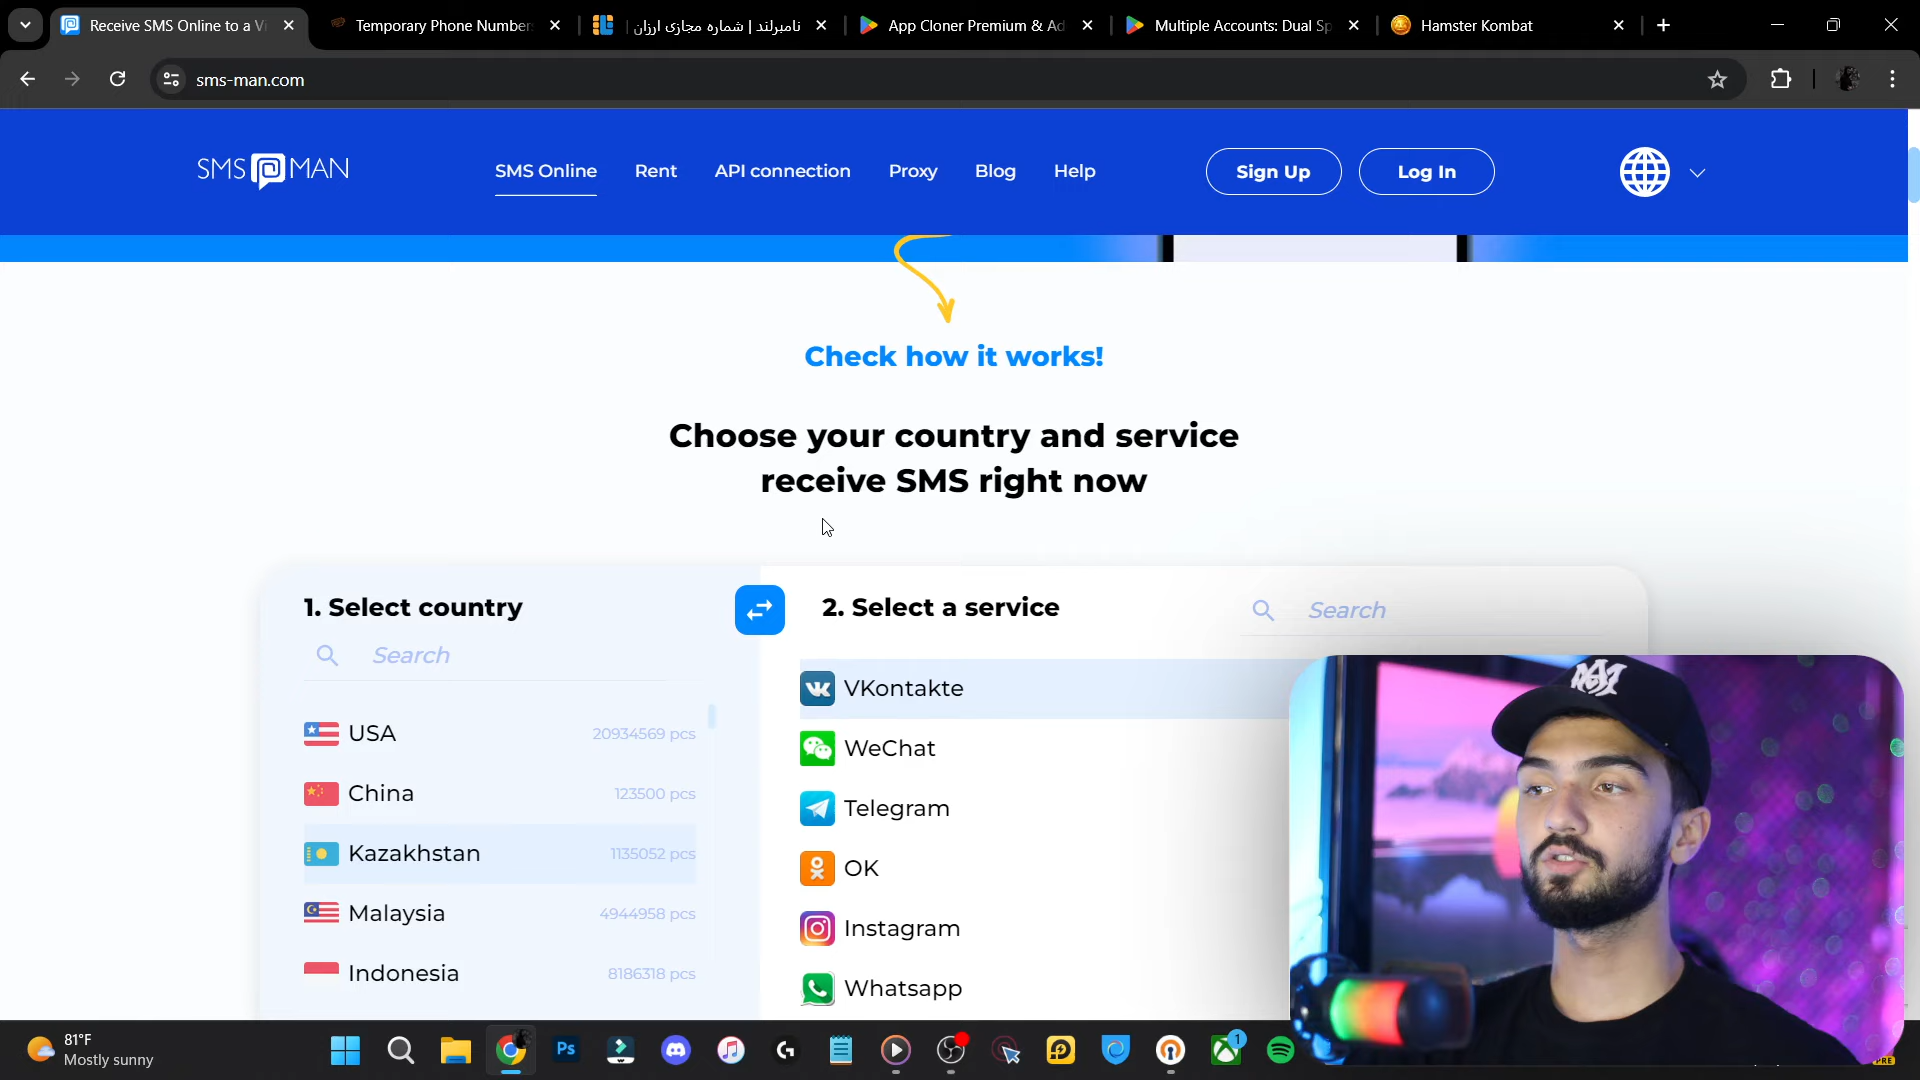 Receive SMS Online to a Vi
Temporary Phone Number
نامبرلند | شماره مجازی ارزان |
App Cloner Premium & Ad
Multiple Accounts: Dual Sp
Hamster Kombat
sms-man.com
SMS MAN
SMS Online
Rent
API connection
Proxy
Blog
Help
Sign Up
Log In
Check how it works!
Choose your country and service
receive SMS right now
1. Select country
2. Select a service
Search
Search
USA 20934569 pcs
China 123500 pcs
Kazakhstan 1135052 pcs
Malaysia 4944958 pcs
Indonesia 8186318 pcs
VKontakte
WeChat
Telegram
OK
Instagram
Whatsapp
81°F
Mostly sunny
Ps
1
PRE